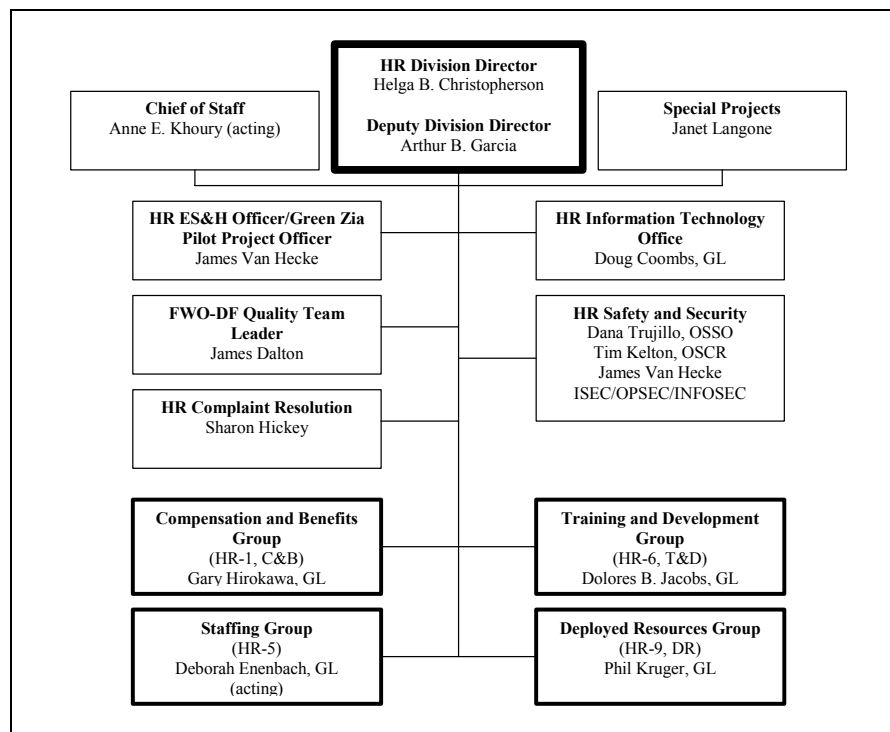 HR Division Director
Helga B. Christopherson
Deputy Division Director
Arthur B. Garcia
Chief of Staff
Anne E. Khoury (acting)
Special Projects
Janet Langone
HR ES&H Officer/Green Zia
Pilot Project Officer
James Van Hecke
HR Information Technology
Office
Doug Coombs, GL
FWO-DF Quality Team
Leader
James Dalton
HR Safety and Security
Dana Trujillo, OSSO
Tim Kelton, OSCR
James Van Hecke
ISEC/OPSEC/INFOSEC
HR Complaint Resolution
Sharon Hickey
Compensation and Benefits
Group
(HR-1, C&B)
Gary Hirokawa, GL
Training and Development
Group
(HR-6, T&D)
Dolores B. Jacobs, GL
Staffing Group
(HR-5)
Deborah Enenbach, GL
(acting)
Deployed Resources Group
(HR-9, DR)
Phil Kruger, GL